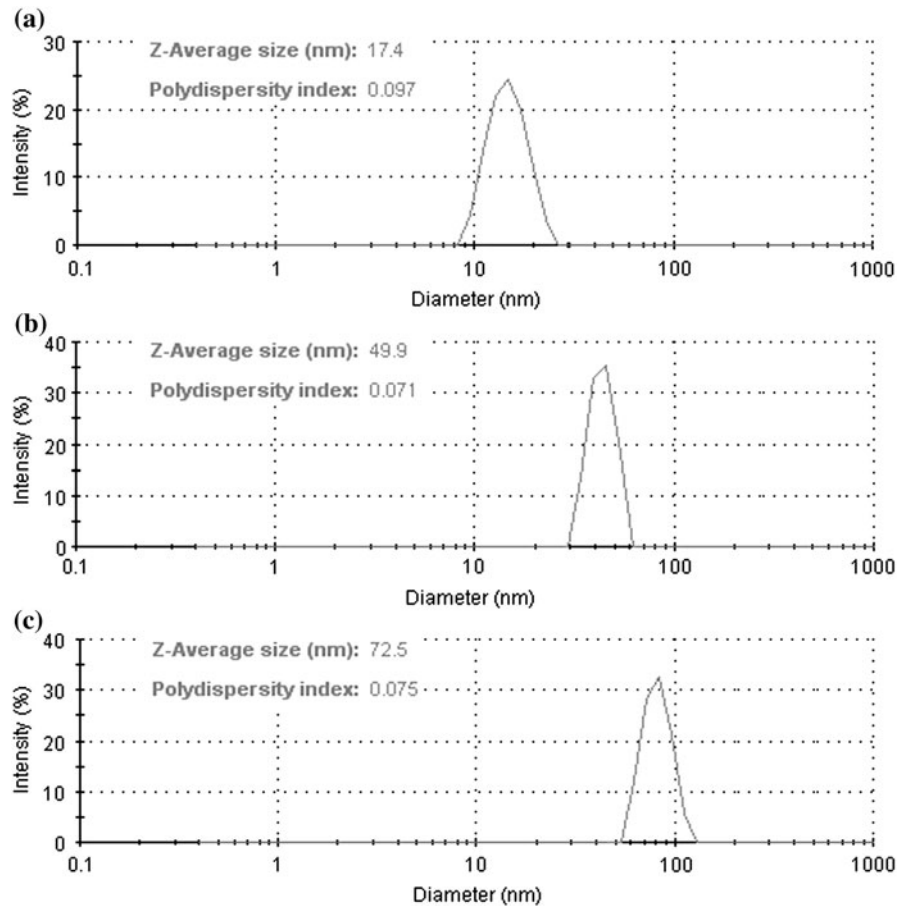 (a)
30
20
10
0
Intensity (%)
Z-Average size (nm): 17.4
Polydispersity index: 0.097
0.1 1 10 100 1000
Diameter (nm)
(b)
40
30
20
10
0
Intensity (%)
Z-Average size (nm): 49.9
Polydispersity index: 0.071
0.1 1 10 100 1000
Diameter (nm)
(c)
40
30
20
10
0
Intensity (%)
Z-Average size (nm): 72.5
Polydispersity index: 0.075
0.1 1 10 100 1000
Diameter (nm)